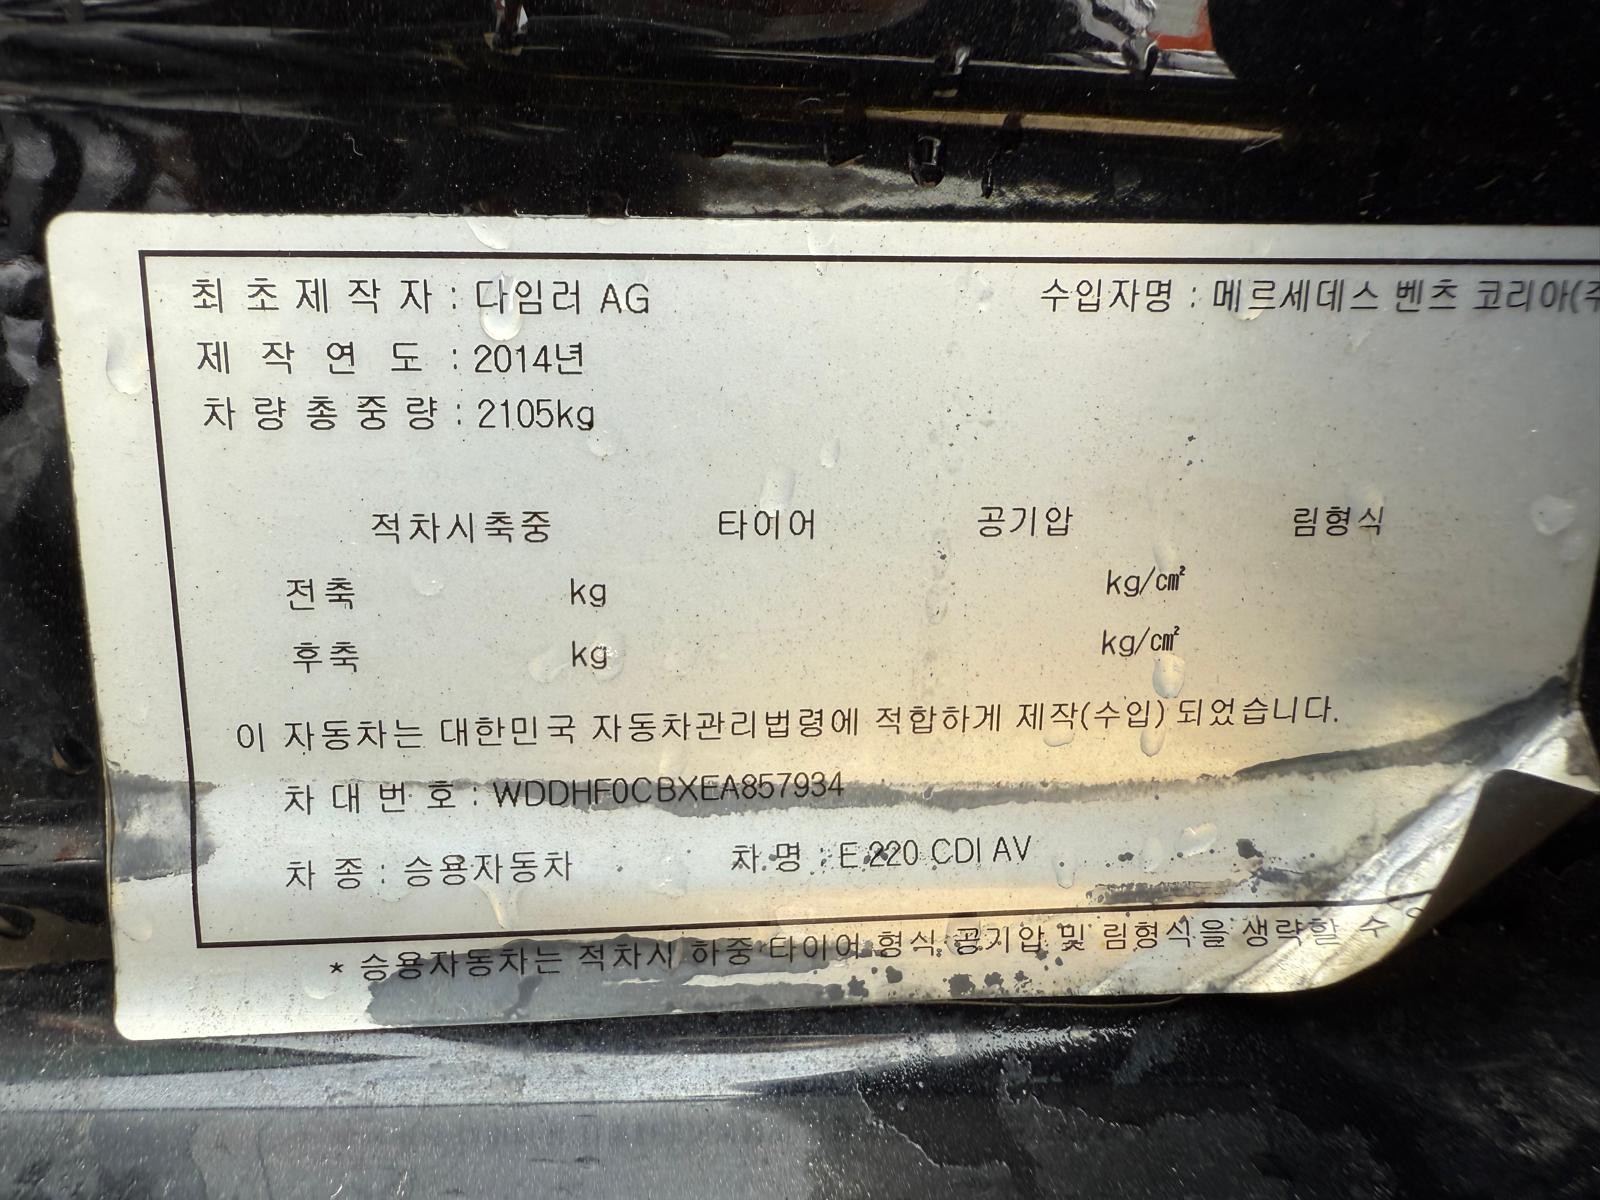 최초제작자 : 다임러 AG 수입자명 : 메르세데스 벤츠 코리아(주
제작연도 : 2014년
차량총중량 : 2105kg
적차시축중 타이어 공기압 림형식
전축 kg kg/cm²
후축 kg kg/cm²
이 자동차는 대한민국 자동차관리법령에 적합하게 제작(수입) 되었습니다.
차대번호 : WDDHF0CBXEA857934
차종 : 승용자동차 차명 : E 220 CDI AV
* 승용자동차는 적차시 하중 타이어 형식 공기압 및 림형식을 생략할 수